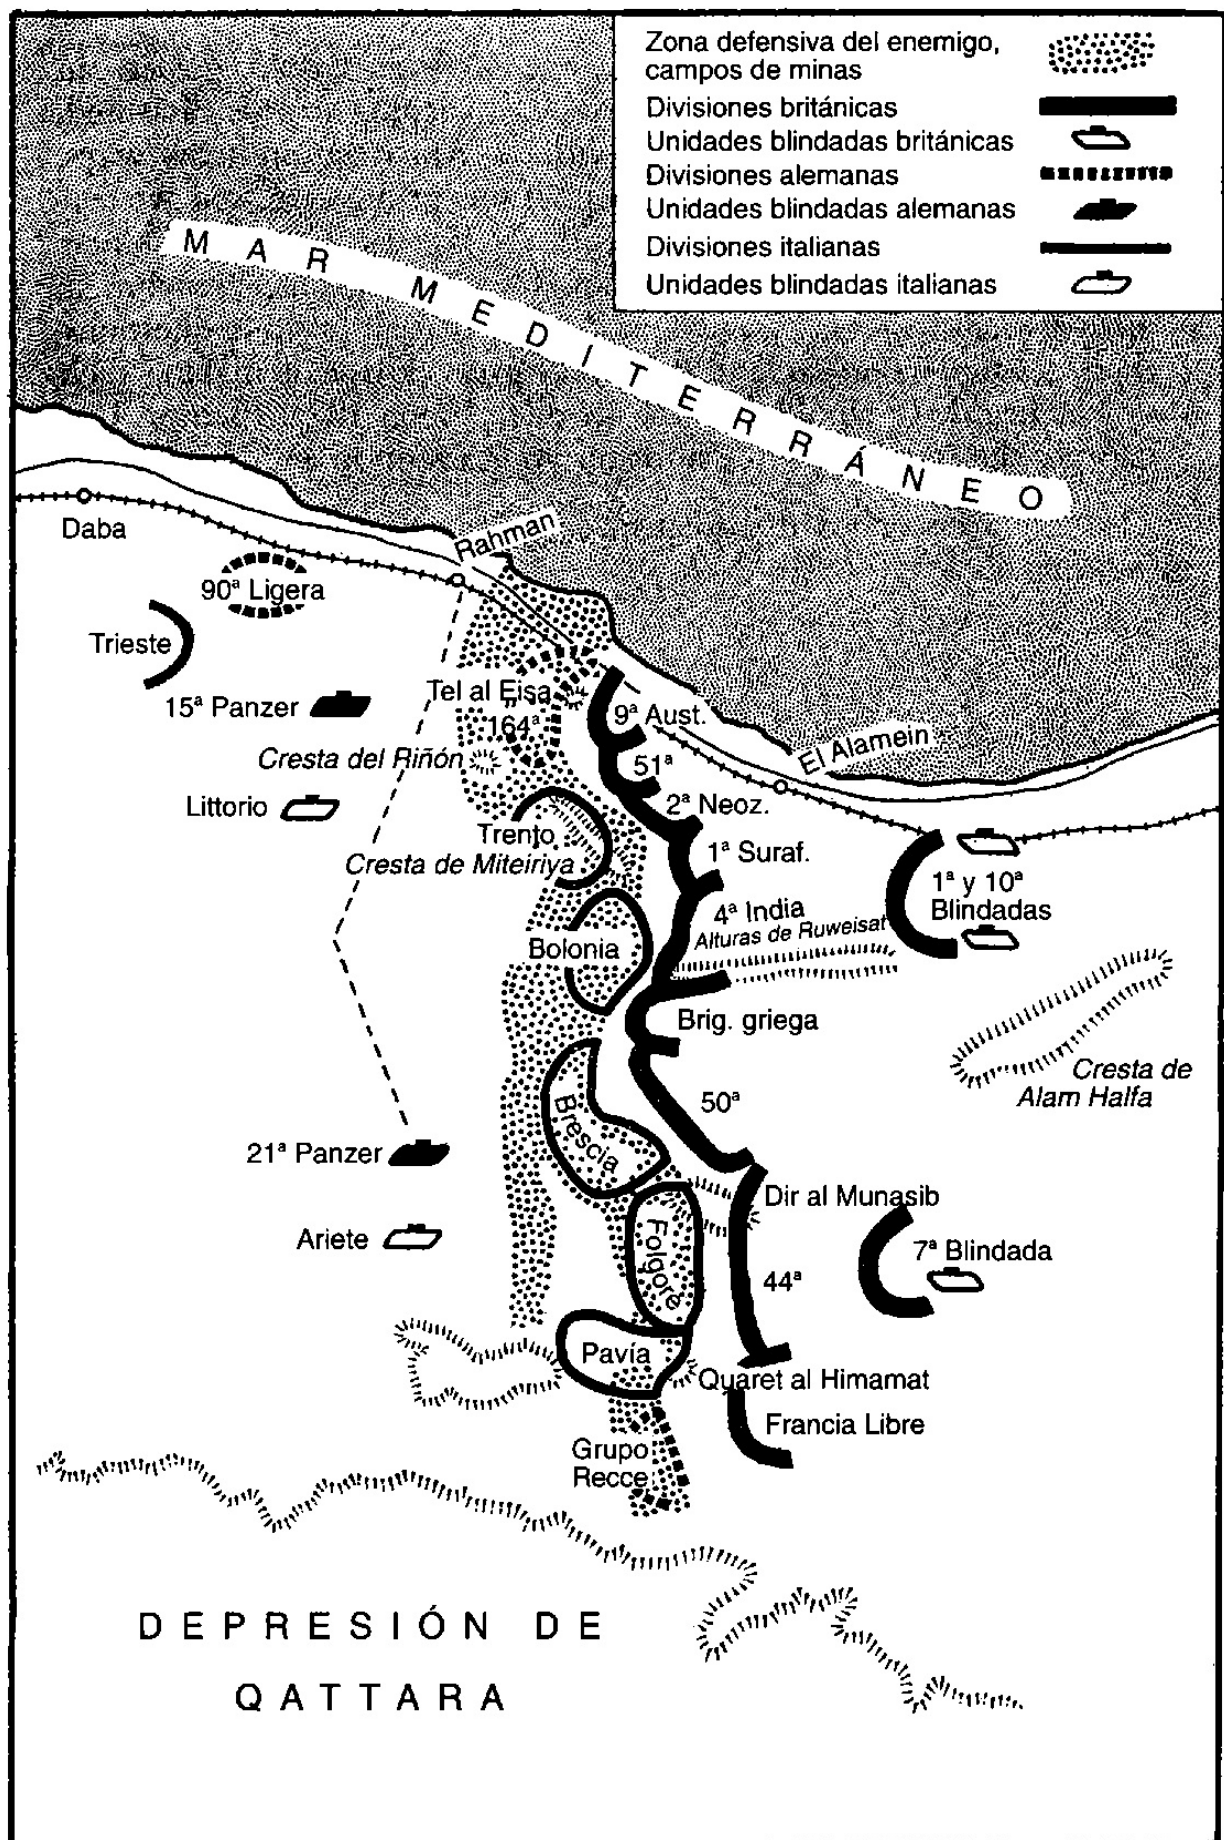 Zona defensiva del enemigo,
campos de minas
Divisiones británicas
Unidades blindadas británicas
Divisiones alemanas
Unidades blindadas alemanas
Divisiones italianas
Unidades blindadas italianas
MAR MEDITERRÁNEO
Daba
Rahman
90ª Ligera
Trieste
Tel al Eisa
15ª Panzer
164ª
9ª Aust.
El Alamein
Cresta del Riñón
51ª
Littorio
2ª Neoz.
Trento
Cresta de Miteiriya
1ª Suraf.
1ª y 10ª
Blindadas
4ª India
Alturas de Ruweisat
Bolonia
Brig. griega
Cresta de
Alam Halfa
50ª
Brescia
21ª Panzer
Dir al Munasib
Ariete
Folgore
7ª Blindada
44ª
Pavía
Quaret al Himamat
Francia Libre
Grupo
Recce
DEPRESIÓN DE
QATTARA